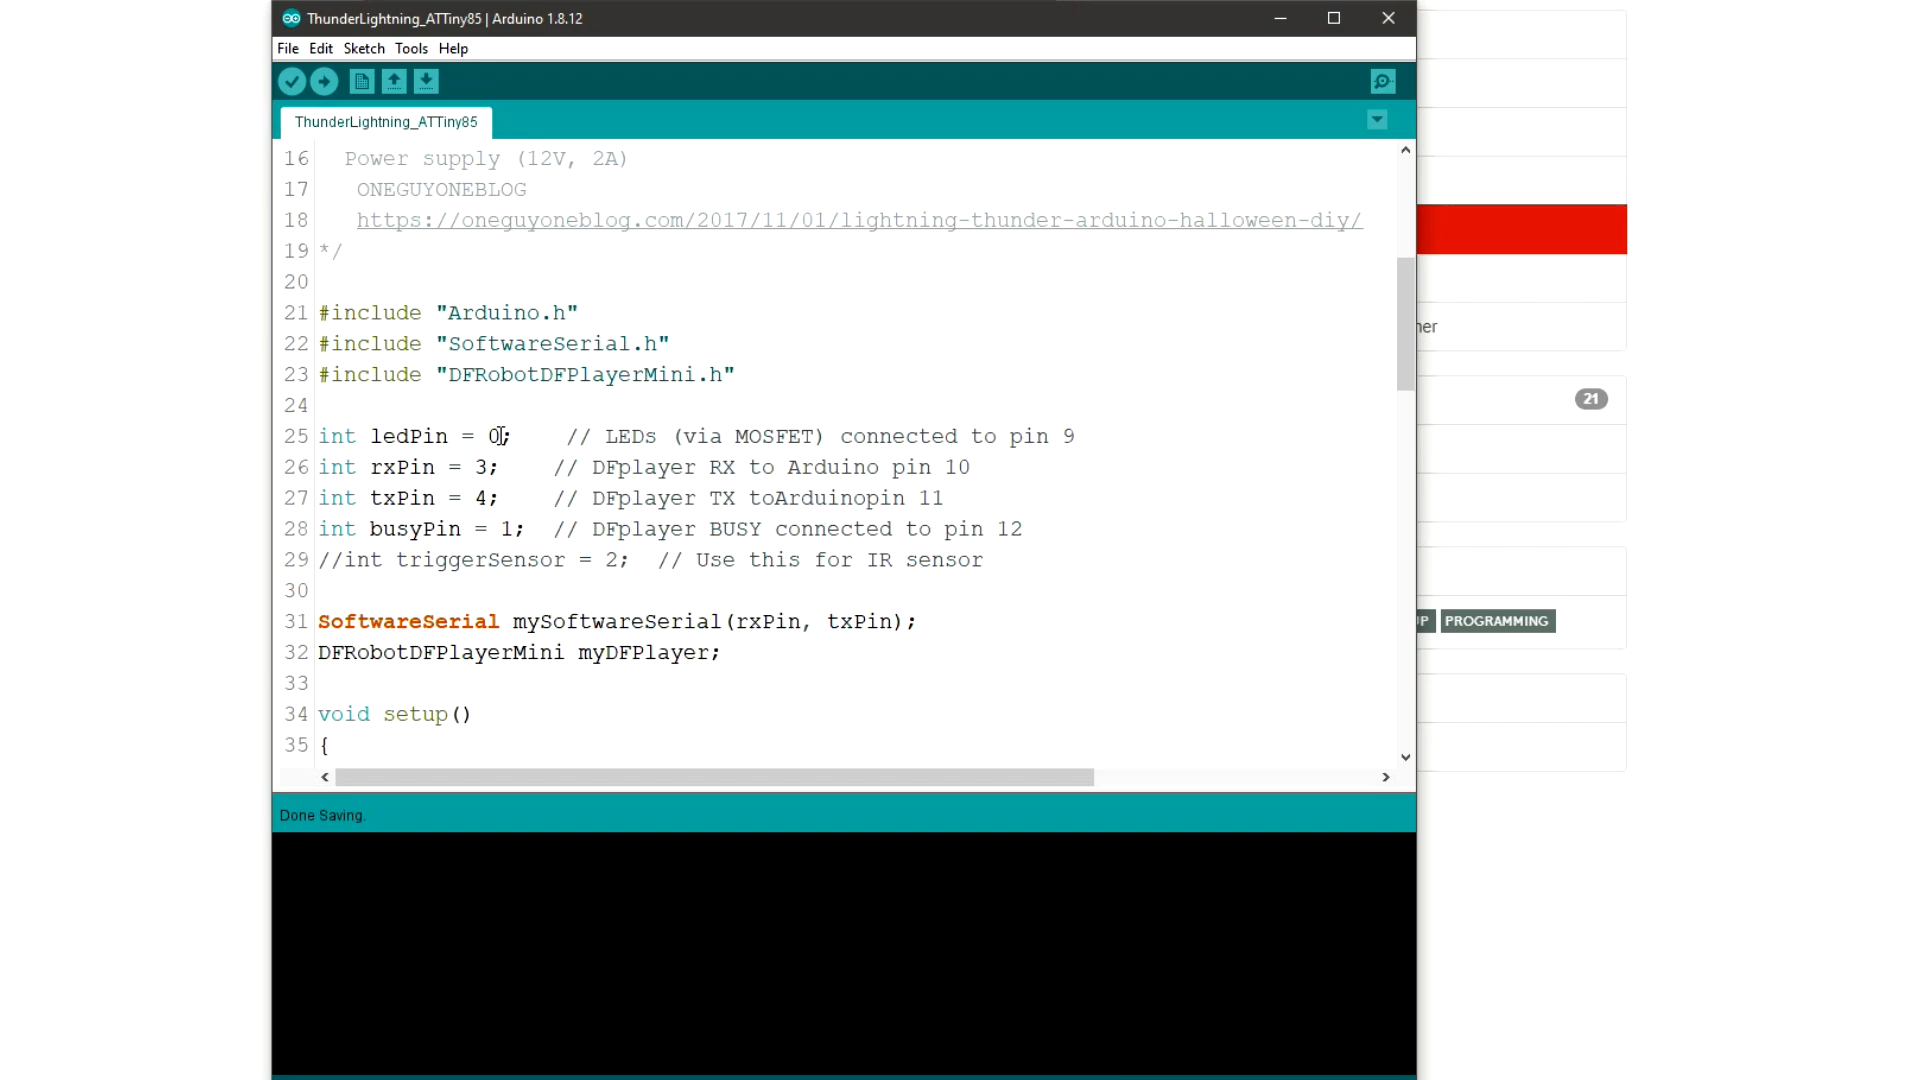 ThunderLightning_ATTiny85 | Arduino 1.8.12
File Edit Sketch Tools Help
ThunderLightning_ATTiny85
16 Power supply (12V, 2A)
17 ONEGUYONEBLOG
18 https://oneguyoneblog.com/2017/11/01/lightning-thunder-arduino-halloween-diy/
19 */
20
21 #include "Arduino.h"
22 #include "SoftwareSerial.h"
23 #include "DFRobotDFPlayerMini.h"
24
25 int ledPin = 0; // LEDs (via MOSFET) connected to pin 9
26 int rxPin = 3; // DFplayer RX to Arduino pin 10
27 int txPin = 4; // DFplayer TX toArduinopin 11
28 int busyPin = 1; // DFplayer BUSY connected to pin 12
29 //int triggerSensor = 2; // Use this for IR sensor
30
31 SoftwareSerial mySoftwareSerial(rxPin, txPin);
32 DFRobotDFPlayerMini myDFPlayer;
33
34 void setup()
35 {
Done Saving.
21
PROGRAMMING